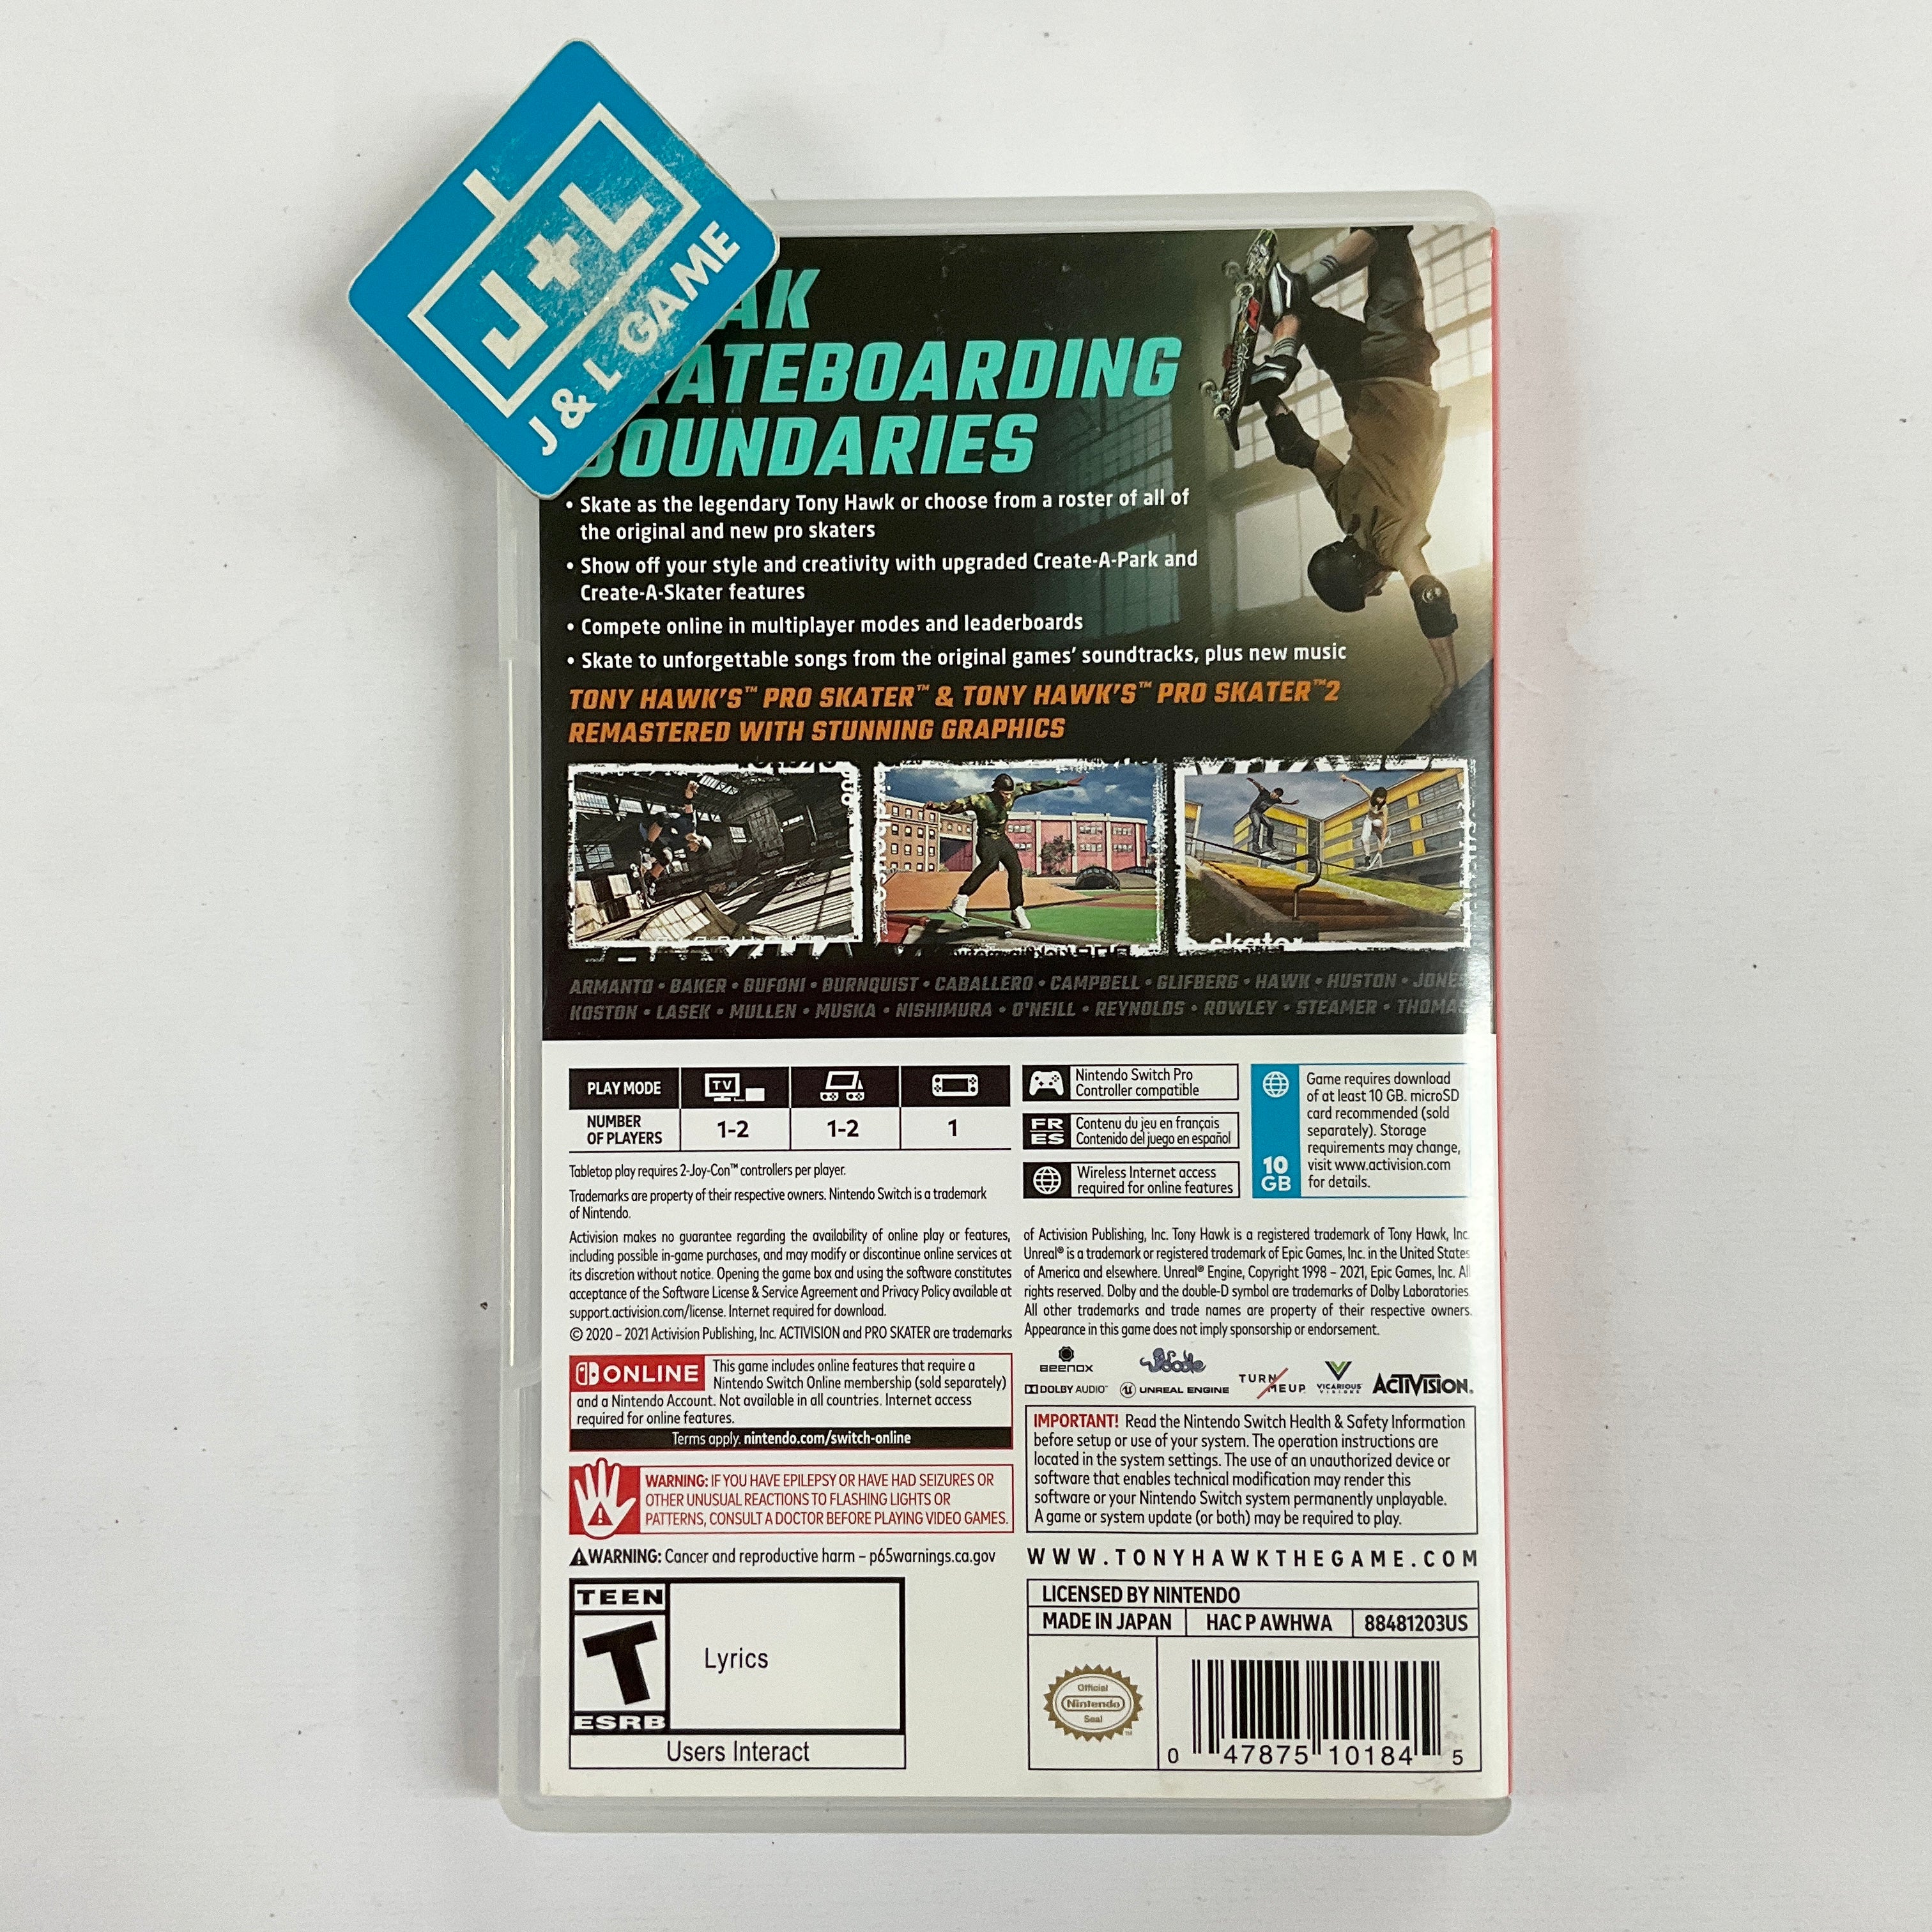 J+L
J & L GAME
SKATEBOARDING
BOUNDARIES
• Skate as the legendary Tony Hawk or choose from a roster of all of
the original and new pro skaters
• Show off your style and creativity with upgraded Create-A-Park and
Create-A-Skater features
• Compete online in multiplayer modes and leaderboards
• Skate to unforgettable songs from the original games' soundtracks, plus new music
TONY HAWK'S™ PRO SKATER™ & TONY HAWK'S™ PRO SKATER™2
REMASTERED WITH STUNNING GRAPHICS
skater
ARMANTO • BAKER • BUFONI • BURNQUIST • CABALLERO • CAMPBELL • GLIFBERG • HAWK • HUSTON • JONES
KOSTON • LASEK • MULLEN • MUSKA • NISHIMURA • O'NEILL • REYNOLDS • ROWLEY • STEAMER • THOMAS
PLAY MODE TV
NUMBER
OF PLAYERS
1-2 1-2 1
Tabletop play requires 2-Joy-Con™ controllers per player.
Trademarks are property of their respective owners. Nintendo Switch is a trademark
of Nintendo.
Nintendo Switch Pro
Controller compatible
FR
ES
Contenu du jeu en français
Contenido del juego en español
Wireless Internet access
required for online features
10
GB
Game requires download
of at least 10 GB. microSD
card recommended (sold
separately). Storage
requirements may change,
visit www.activision.com
for details.
Activision makes no guarantee regarding the availability of online play or features,
including possible in-game purchases, and may modify or discontinue online services at
its discretion without notice. Opening the game box and using the software constitutes
acceptance of the Software License & Service Agreement and Privacy Policy available at
support.activision.com/license. Internet required for download.
© 2020 – 2021 Activision Publishing, Inc. ACTIVISION and PRO SKATER are trademarks
of Activision Publishing, Inc. Tony Hawk is a registered trademark of Tony Hawk, Inc.
Unreal® is a trademark or registered trademark of Epic Games, Inc. in the United States
of America and elsewhere. Unreal® Engine, Copyright 1998 – 2021, Epic Games, Inc. All
rights reserved. Dolby and the double-D symbol are trademarks of Dolby Laboratories.
All other trademarks and trade names are property of their respective owners.
Appearance in this game does not imply sponsorship or endorsement.
ONLINE
This game includes online features that require a
Nintendo Switch Online membership (sold separately)
and a Nintendo Account. Not available in all countries. Internet access
required for online features.
Terms apply. nintendo.com/switch-online
BEENOX
DOLBY AUDIO™ UNREAL ENGINE TURN MEUP VICARIOUS VISIONS ACTIVISION.
WARNING: IF YOU HAVE EPILEPSY OR HAVE HAD SEIZURES OR
OTHER UNUSUAL REACTIONS TO FLASHING LIGHTS OR
PATTERNS, CONSULT A DOCTOR BEFORE PLAYING VIDEO GAMES.
IMPORTANT! Read the Nintendo Switch Health & Safety Information
before setup or use of your system. The operation instructions are
located in the system settings. The use of an unauthorized device or
software that enables technical modification may render this
software or your Nintendo Switch system permanently unplayable.
A game or system update (or both) may be required to play.
WARNING: Cancer and reproductive harm – p65warnings.ca.gov
WWW.TONYHAWKTHEGAME.COM
TEEN
T
ESRB
Lyrics
Users Interact
LICENSED BY NINTENDO
MADE IN JAPAN HAC P AWHWA 88481203US
Official
Nintendo
Seal
0 47875 10184 5